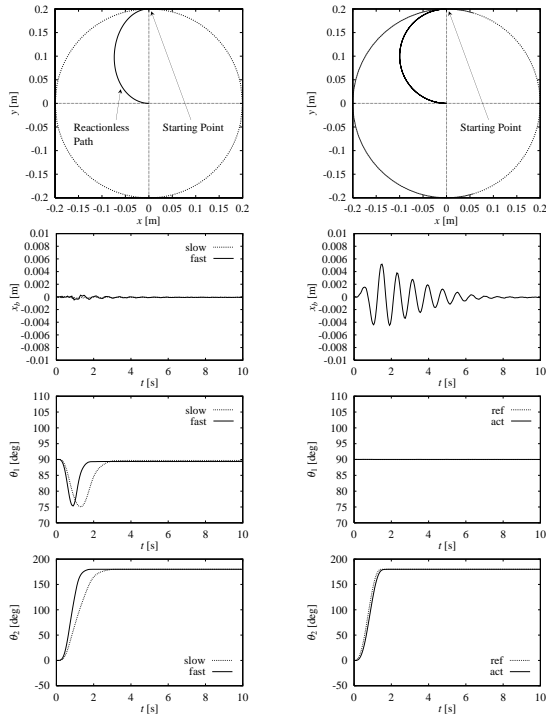 0.2
0.15
0.1
0.05
0
-0.05
-0.1
-0.15
-0.2
y [m]
Reactionless
Path
Starting Point
-0.2 -0.15 -0.1 -0.05 0 0.05 0.1 0.15 0.2
x [m]
0.2
0.15
0.1
0.05
0
-0.05
-0.1
-0.15
-0.2
y [m]
Starting Point
-0.2 -0.15 -0.1 -0.05 0 0.05 0.1 0.15 0.2
x [m]
0.01
0.008
0.006
0.004
0.002
0
-0.002
-0.004
-0.006
-0.008
-0.01
x_b [m]
slow
fast
0 2 4 6 8 10
t [s]
0.01
0.008
0.006
0.004
0.002
0
-0.002
-0.004
-0.006
-0.008
-0.01
x_b [m]
0 2 4 6 8 10
t [s]
110
105
100
95
90
85
80
75
70
θ₁ [deg]
slow
fast
0 2 4 6 8 10
t [s]
110
105
100
95
90
85
80
75
70
θ₁ [deg]
ref
act
0 2 4 6 8 10
t [s]
200
150
100
50
0
-50
θ₂ [deg]
slow
fast
0 2 4 6 8 10
t [s]
200
150
100
50
0
-50
θ₂ [deg]
ref
act
0 2 4 6 8 10
t [s]